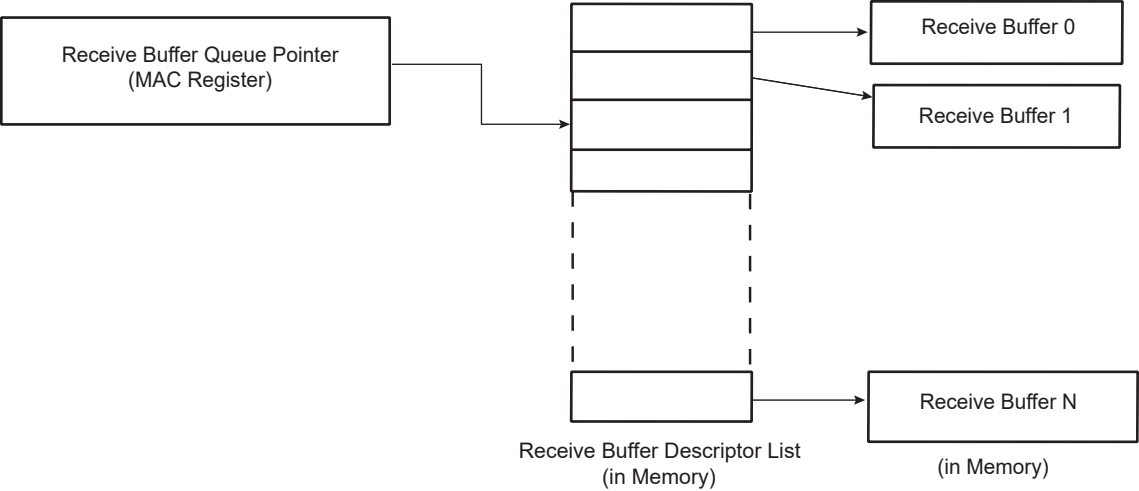 Receive Buffer Queue Pointer
(MAC Register)
Receive Buffer 0
Receive Buffer 1
Receive Buffer N
Receive Buffer Descriptor List
(in Memory)
(in Memory)